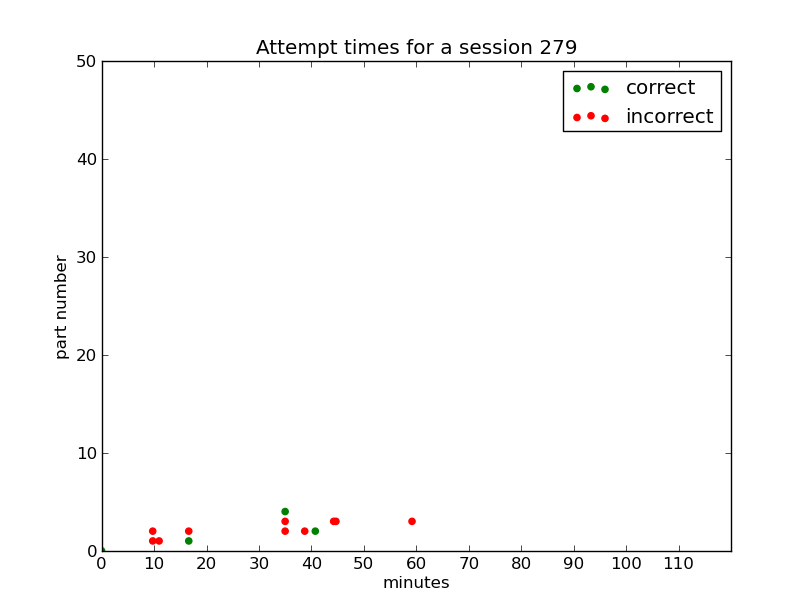 Attempt times for a session 279
correct
incorrect
50
40
30
20
10
0
part number
0 10 20 30 40 50 60 70 80 90 100 110
minutes